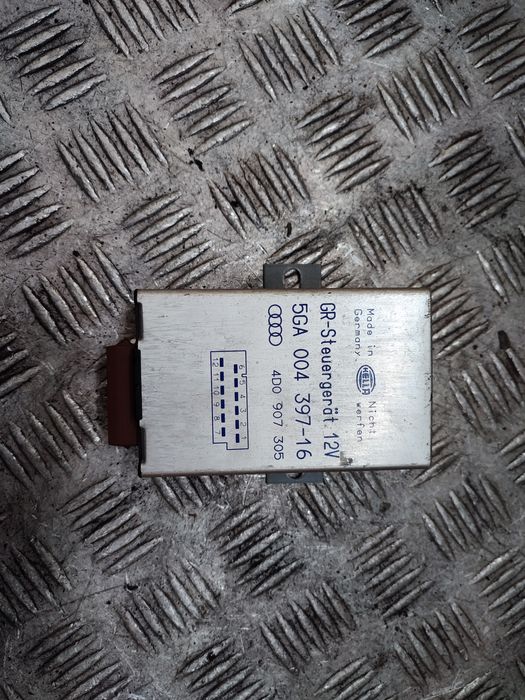 Made in
Germany
HELLA
Nicht
werfen
GR-Steuergerät 12V
5GA 004 397-16
4D0 907 305
6 5 4 3 2 1
12 11 10 9 8 7